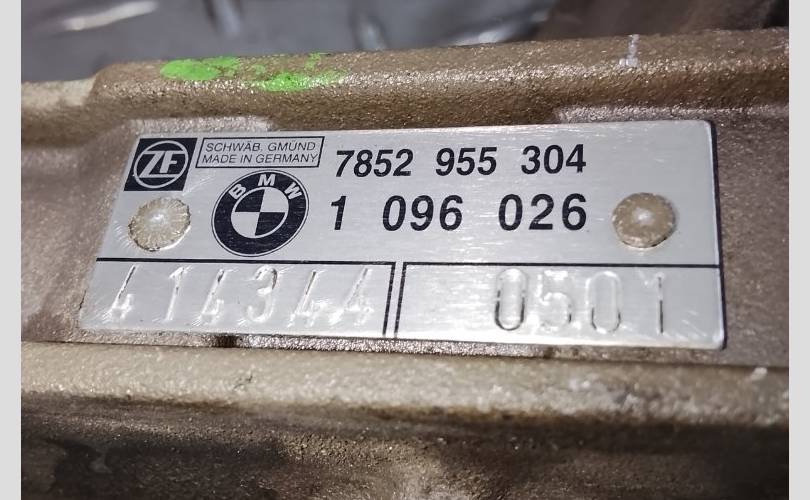 ZF
SCHWÄB. GMÜND
MADE IN GERMANY
7852 955 304
BMW
1 096 026
414344
0501